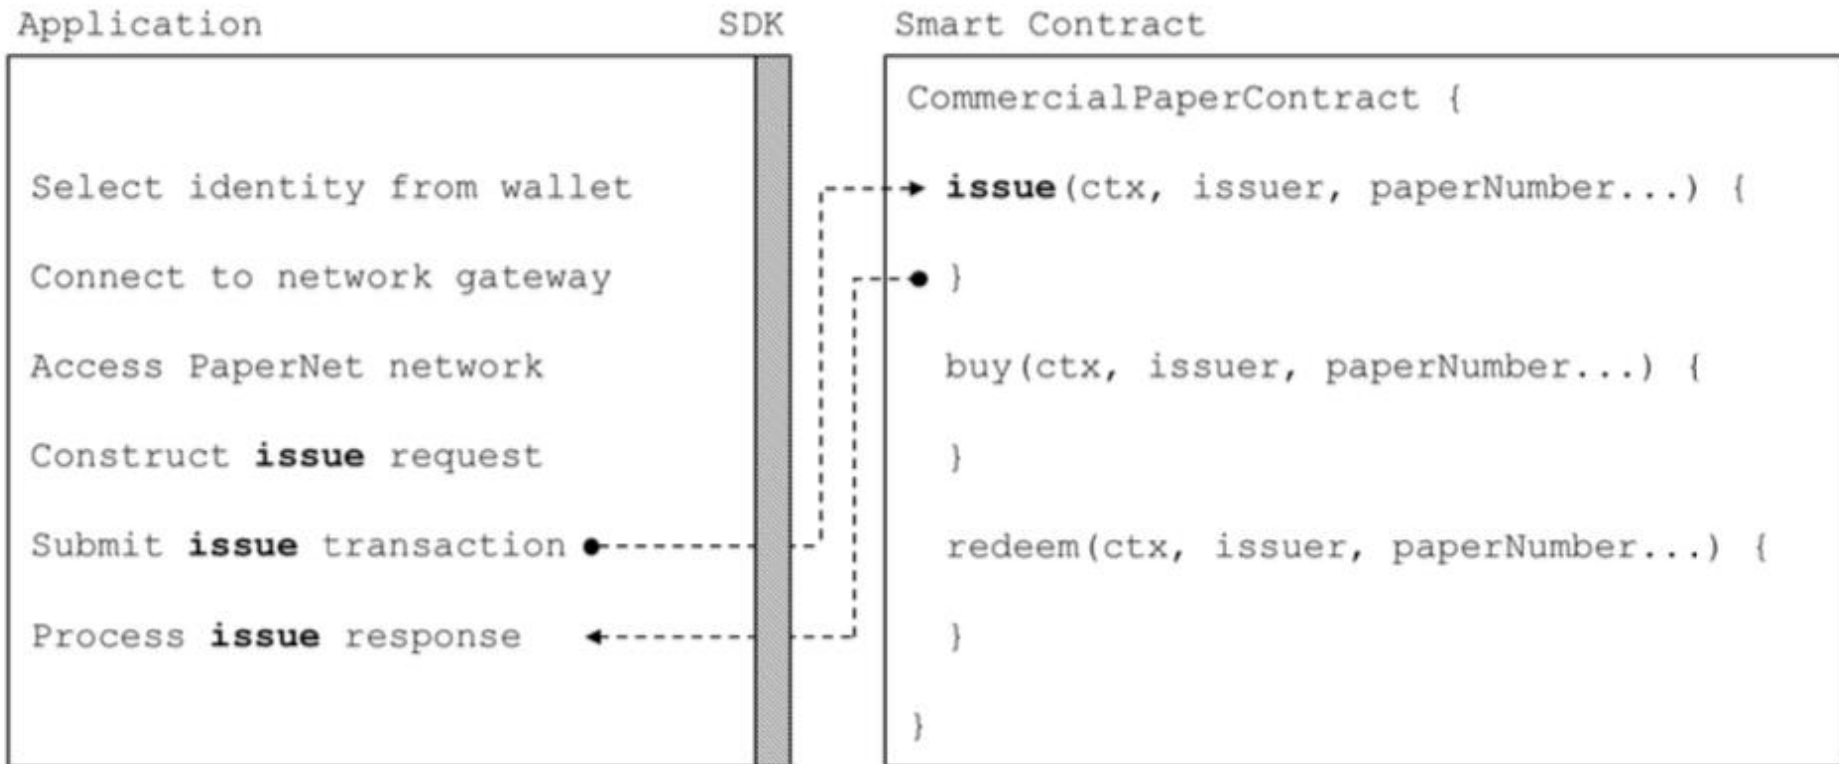 Application SDK
Select identity from wallet
Connect to network gateway
Access PaperNet network
Construct issue request
Submit issue transaction
Process issue response
Smart Contract
CommercialPaperContract {
issue(ctx, issuer, paperNumber...) {
}
buy(ctx, issuer, paperNumber...) {
}
redeem(ctx, issuer, paperNumber...) {
}
}